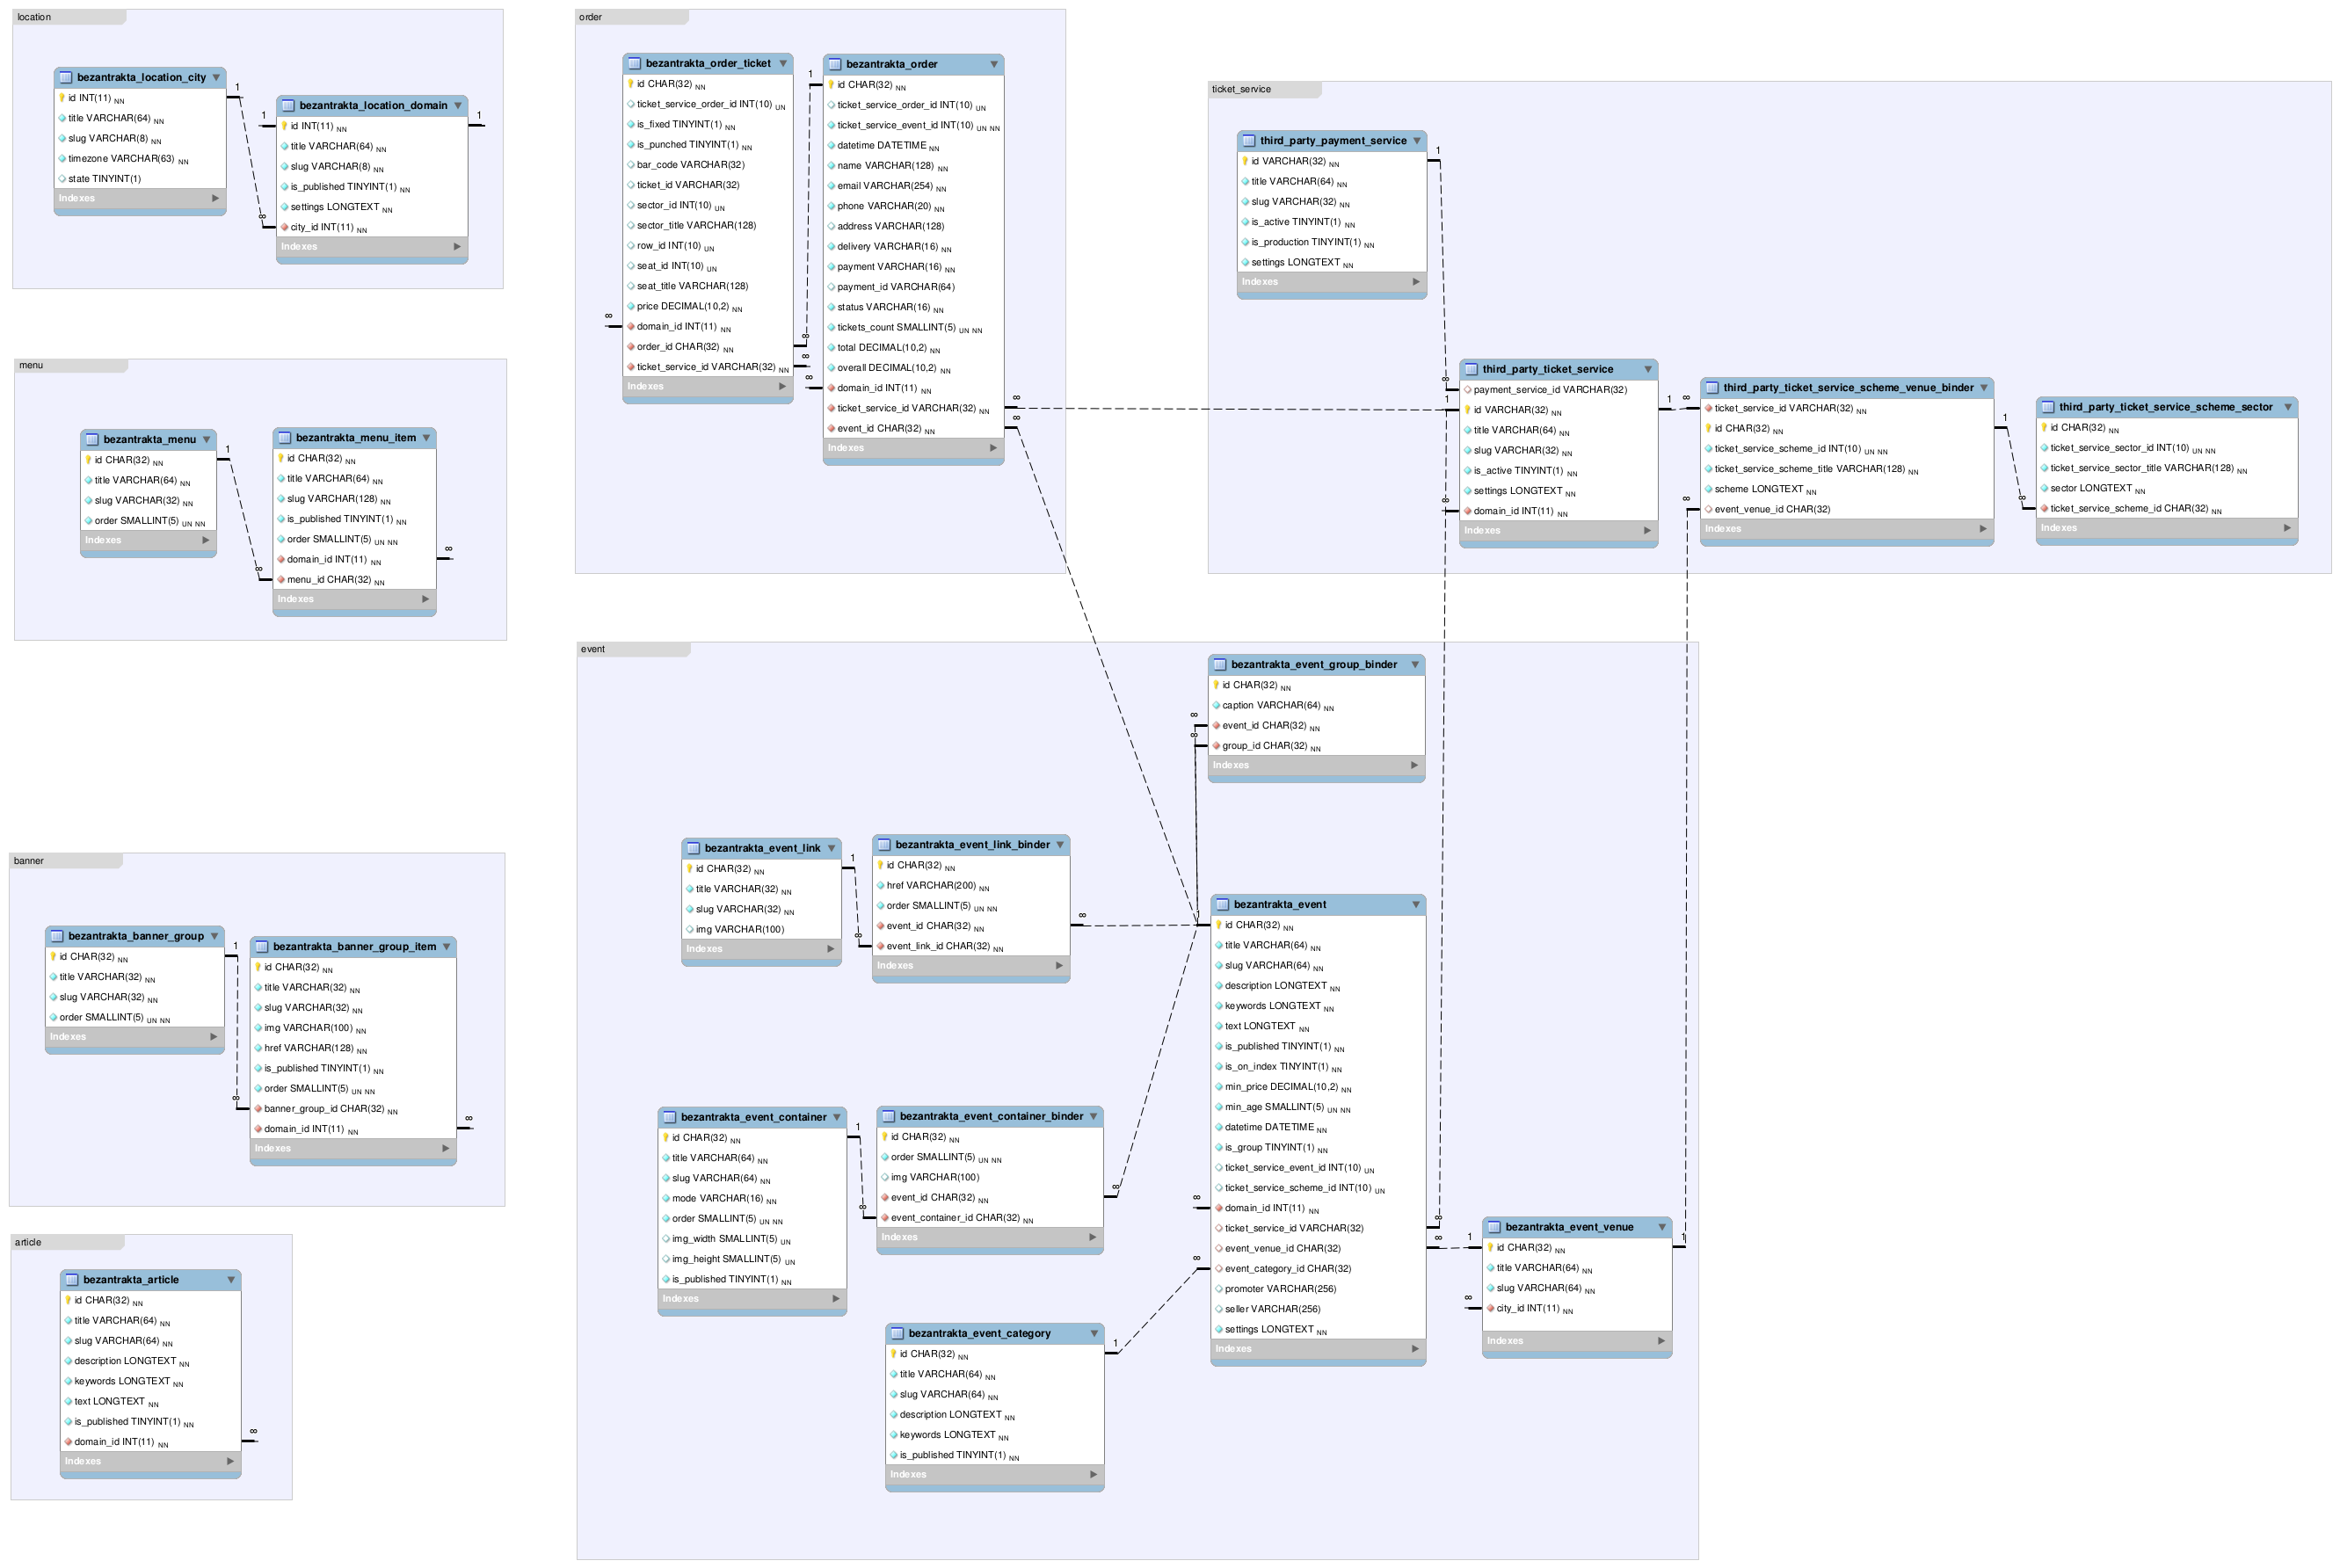 location
bezantrakta_location_city
id INT(11) NN
title VARCHAR(64) NN
slug VARCHAR(8) NN
timezone VARCHAR(63) NN
state TINYINT(1)
Indexes
1
∞
bezantrakta_location_domain
1
1
id INT(11) NN
title VARCHAR(64) NN
slug VARCHAR(8) NN
is_published TINYINT(1) NN
settings LONGTEXT NN
city_id INT(11) NN
Indexes
menu
bezantrakta_menu
id CHAR(32) NN
title VARCHAR(64) NN
slug VARCHAR(32) NN
order SMALLINT(5) UN NN
Indexes
1
∞
bezantrakta_menu_item
id CHAR(32) NN
title VARCHAR(64) NN
slug VARCHAR(128) NN
is_published TINYINT(1) NN
order SMALLINT(5) UN NN
domain_id INT(11) NN
menu_id CHAR(32) NN
Indexes
∞
banner
bezantrakta_banner_group
id CHAR(32) NN
title VARCHAR(32) NN
slug VARCHAR(32) NN
order SMALLINT(5) UN NN
Indexes
1
∞
bezantrakta_banner_group_item
id CHAR(32) NN
title VARCHAR(32) NN
slug VARCHAR(32) NN
img VARCHAR(100) NN
href VARCHAR(128) NN
is_published TINYINT(1) NN
order SMALLINT(5) UN NN
banner_group_id CHAR(32) NN
domain_id INT(11) NN
Indexes
∞
article
bezantrakta_article
id CHAR(32) NN
title VARCHAR(64) NN
slug VARCHAR(64) NN
description LONGTEXT NN
keywords LONGTEXT NN
text LONGTEXT NN
is_published TINYINT(1) NN
domain_id INT(11) NN
Indexes
∞
order
bezantrakta_order_ticket
id CHAR(32) NN
ticket_service_order_id INT(10) UN
is_fixed TINYINT(1) NN
is_punched TINYINT(1) NN
bar_code VARCHAR(32)
ticket_id VARCHAR(32)
sector_id INT(10) UN
sector_title VARCHAR(128)
row_id INT(10) UN
seat_id INT(10) UN
seat_title VARCHAR(128)
price DECIMAL(10,2) NN
domain_id INT(11) NN
order_id CHAR(32) NN
ticket_service_id VARCHAR(32) NN
Indexes
∞
1
∞
∞
∞
bezantrakta_order
id CHAR(32) NN
ticket_service_order_id INT(10) UN
ticket_service_event_id INT(10) UN NN
datetime DATETIME NN
name VARCHAR(128) NN
email VARCHAR(254) NN
phone VARCHAR(20) NN
address VARCHAR(128)
delivery VARCHAR(16) NN
payment VARCHAR(16) NN
payment_id VARCHAR(64)
status VARCHAR(16) NN
tickets_count SMALLINT(5) UN NN
total DECIMAL(10,2) NN
overall DECIMAL(10,2) NN
domain_id INT(11) NN
ticket_service_id VARCHAR(32) NN
event_id CHAR(32) NN
Indexes
∞
∞
ticket_service
third_party_payment_service
id VARCHAR(32) NN
title VARCHAR(64) NN
slug VARCHAR(32) NN
is_active TINYINT(1) NN
is_production TINYINT(1) NN
settings LONGTEXT NN
Indexes
1
∞
1
∞
third_party_ticket_service
payment_service_id VARCHAR(32)
id VARCHAR(32) NN
title VARCHAR(64) NN
slug VARCHAR(32) NN
is_active TINYINT(1) NN
settings LONGTEXT NN
domain_id INT(11) NN
Indexes
1
∞
∞
third_party_ticket_service_scheme_venue_binder
ticket_service_id VARCHAR(32) NN
id CHAR(32) NN
ticket_service_scheme_id INT(10) UN NN
ticket_service_scheme_title VARCHAR(128) NN
scheme LONGTEXT NN
event_venue_id CHAR(32)
Indexes
1
∞
third_party_ticket_service_scheme_sector
id CHAR(32) NN
ticket_service_sector_id INT(10) UN NN
ticket_service_sector_title VARCHAR(128) NN
sector LONGTEXT NN
ticket_service_scheme_id CHAR(32) NN
Indexes
event
bezantrakta_event_group_binder
id CHAR(32) NN
caption VARCHAR(64) NN
event_id CHAR(32) NN
group_id CHAR(32) NN
Indexes
∞
∞
bezantrakta_event_link
id CHAR(32) NN
title VARCHAR(32) NN
slug VARCHAR(32) NN
img VARCHAR(100)
Indexes
1
∞
bezantrakta_event_link_binder
id CHAR(32) NN
href VARCHAR(200) NN
order SMALLINT(5) UN NN
event_id CHAR(32) NN
event_link_id CHAR(32) NN
Indexes
∞
bezantrakta_event
id CHAR(32) NN
title VARCHAR(64) NN
slug VARCHAR(64) NN
description LONGTEXT NN
keywords LONGTEXT NN
text LONGTEXT NN
is_published TINYINT(1) NN
is_on_index TINYINT(1) NN
min_price DECIMAL(10,2) NN
min_age SMALLINT(5) UN NN
datetime DATETIME NN
is_group TINYINT(1) NN
ticket_service_event_id INT(10) UN
ticket_service_scheme_id INT(10) UN
domain_id INT(11) NN
ticket_service_id VARCHAR(32)
event_venue_id CHAR(32)
event_category_id CHAR(32)
promoter VARCHAR(256)
seller VARCHAR(256)
settings LONGTEXT NN
Indexes
∞
∞
∞
∞
1
bezantrakta_event_container
id CHAR(32) NN
title VARCHAR(64) NN
slug VARCHAR(64) NN
mode VARCHAR(16) NN
order SMALLINT(5) UN NN
img_width SMALLINT(5) UN
img_height SMALLINT(5) UN
is_published TINYINT(1) NN
Indexes
1
∞
bezantrakta_event_container_binder
id CHAR(32) NN
order SMALLINT(5) UN NN
img VARCHAR(100)
event_id CHAR(32) NN
event_container_id CHAR(32) NN
Indexes
∞
bezantrakta_event_category
id CHAR(32) NN
title VARCHAR(64) NN
slug VARCHAR(64) NN
description LONGTEXT NN
keywords LONGTEXT NN
is_published TINYINT(1) NN
Indexes
1
bezantrakta_event_venue
id CHAR(32) NN
title VARCHAR(64) NN
slug VARCHAR(64) NN
city_id INT(11) NN
Indexes
∞
1